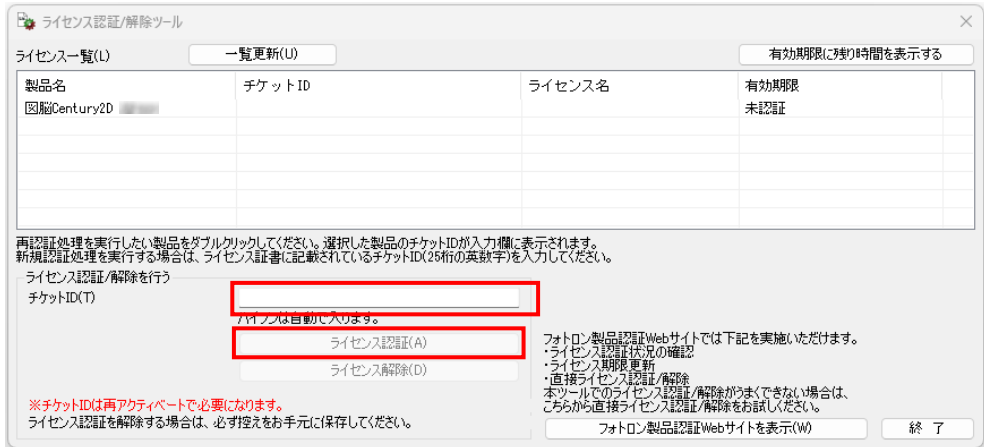 ライセンス認証/解除ツール
ライセンス一覧(L)
一覧更新(U)
有効期限に残り時間を表示する
製品名 チケットID ライセンス名 有効期限
図脳Century2D 未認証
再認証処理を実行したい製品をダブルクリックしてください。選択した製品のチケットIDが入力欄に表示されます。
新規認証処理を実行する場合は、ライセンス証書に記載されているチケットID(25桁の英数字)を入力してください。
ライセンス認証/解除を行う
チケットID(T)
ハイフンは自動で入ります。
ライセンス認証(A)
ライセンス解除(D)
※チケットIDは再アクティベートで必要になります。
ライセンス認証を解除する場合は、必ず控えをお手元に保存してください。
フォトロン製品認証Webサイトでは下記を実施いただけます。
・ライセンス認証状況の確認
・ライセンス期限更新
・直接ライセンス認証/解除
本ツールでのライセンス認証/解除がうまくできない場合は、
こちらから直接ライセンス認証/解除をお試しください。
フォトロン製品認証Webサイトを表示(W)
終 了